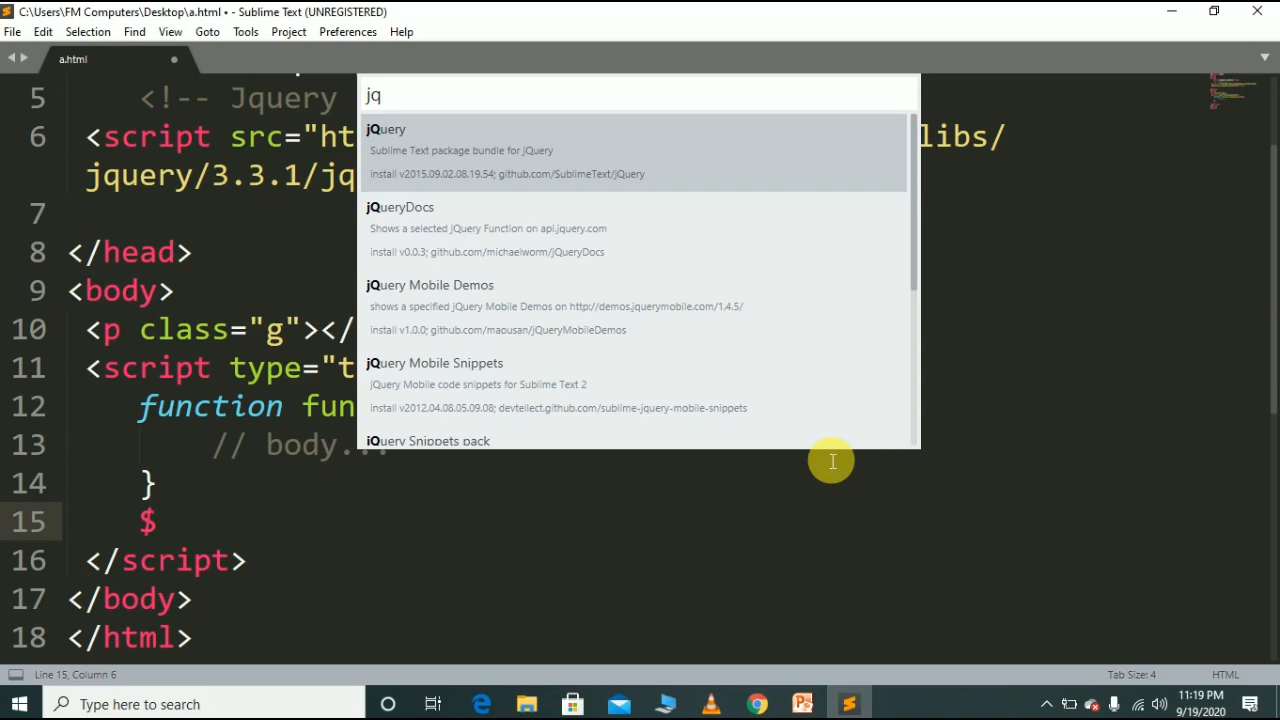 C:\Users\FM Computers\Desktop\a.html • - Sublime Text (UNREGISTERED)
File Edit Selection Find View Goto Tools Project Preferences Help
a.html
jq
jQuery
Sublime Text package bundle for jQuery
install v2015.09.02.08.19.54; github.com/SublimeText/jQuery
jQueryDocs
Shows a selected jQuery Function on api.jquery.com
install v0.0.3; github.com/michaelworm/jQueryDocs
jQuery Mobile Demos
shows a specified jQuery Mobile Demos on http://demos.jquerymobile.com/1.4.5/
install v1.0.0; github.com/maousan/jQueryMobileDemos
jQuery Mobile Snippets
jQuery Mobile code snippets for Sublime Text 2
install v2012.04.08.05.09.08; devtellect.github.com/sublime-jquery-mobile-snippets
jQuery Snippets pack
5 <!-- Jquery
6 <script src="ht libs/
jquery/3.3.1/jq
7
8 </head>
9 <body>
10 <p class="g"></
11 <script type="t
12 function fun
13 // body...
14 }
15 $
16 </script>
17 </body>
18 </html>
Line 15, Column 6 Tab Size: 4 HTML
Type here to search
11:19 PM
9/19/2020